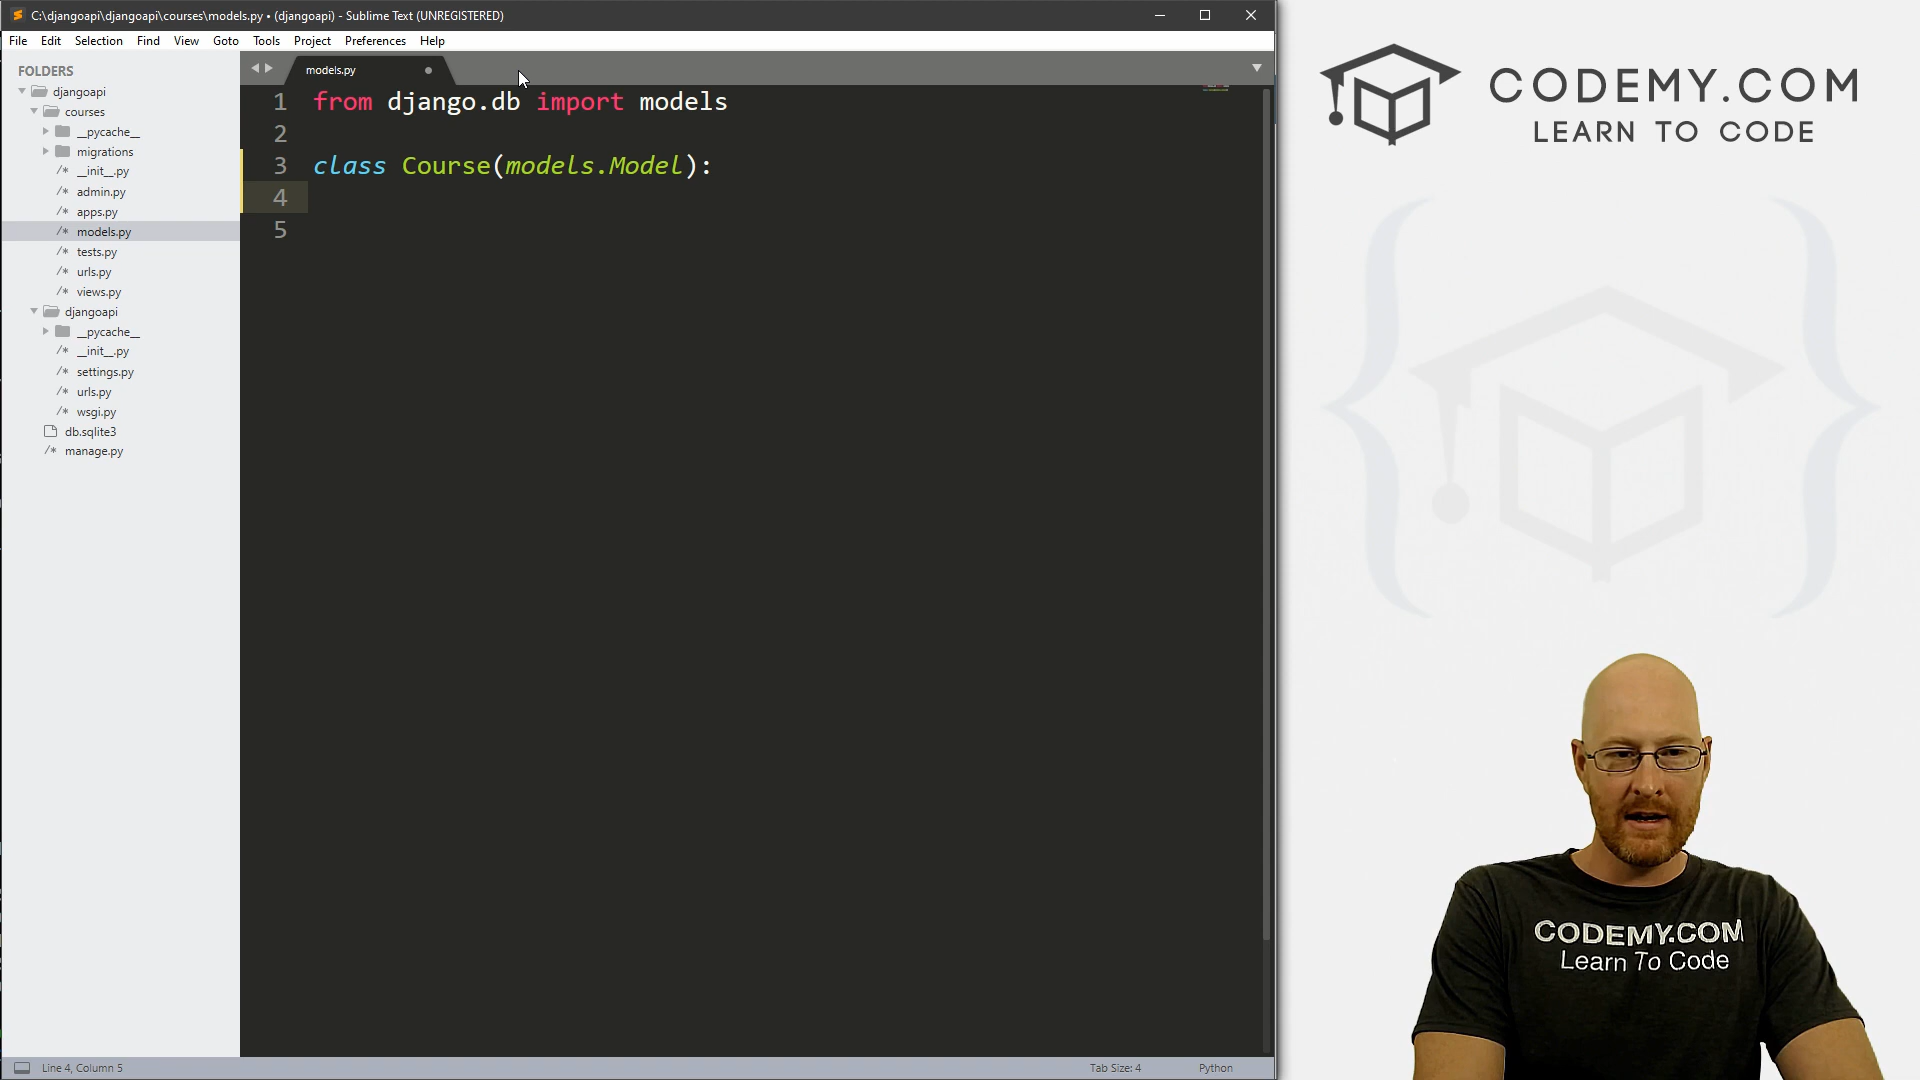 C:\djangoapi\djangoapi\courses\models.py • (djangoapi) - Sublime Text (UNREGISTERED)
File Edit Selection Find View Goto Tools Project Preferences Help
FOLDERS
djangoapi
courses
__pycache__
migrations
/* __init__.py
/* admin.py
/* apps.py
/* models.py
/* tests.py
/* urls.py
/* views.py
djangoapi
__pycache__
/* __init__.py
/* settings.py
/* urls.py
/* wsgi.py
db.sqlite3
/* manage.py
models.py
1 from django.db import models
2
3 class Course(models.Model):
4
5
Line 4, Column 5
Tab Size: 4
Python
CODEMY.COM
LEARN TO CODE
CODEMY.COM
Learn To Code